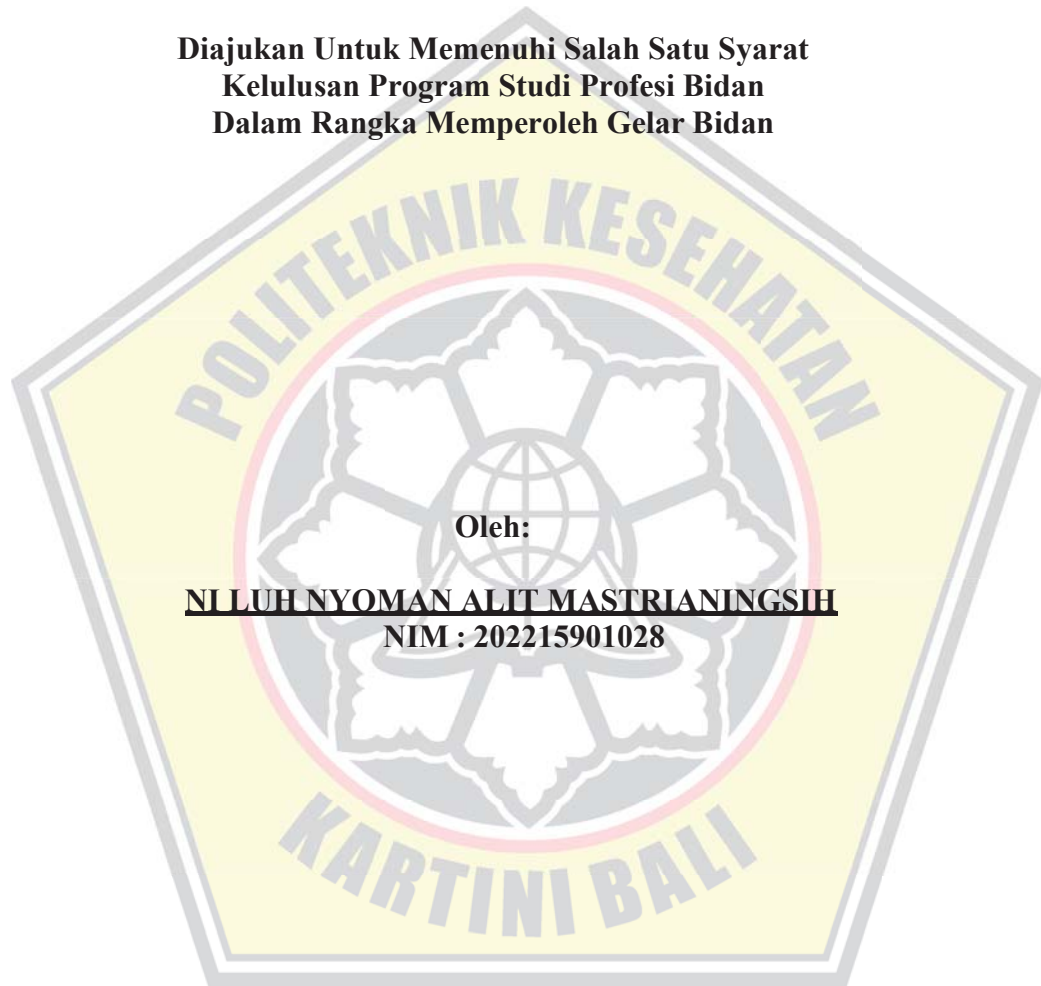 Diajukan Untuk Memenuhi Salah Satu Syarat
Kelulusan Program Studi Profesi Bidan
Dalam Rangka Memperoleh Gelar Bidan
POLITEKNIK KESEHATAN
Oleh:
NI LUH NYOMAN ALIT MASTRIANINGSIH
NIM : 202215901028
KARTINI BALI